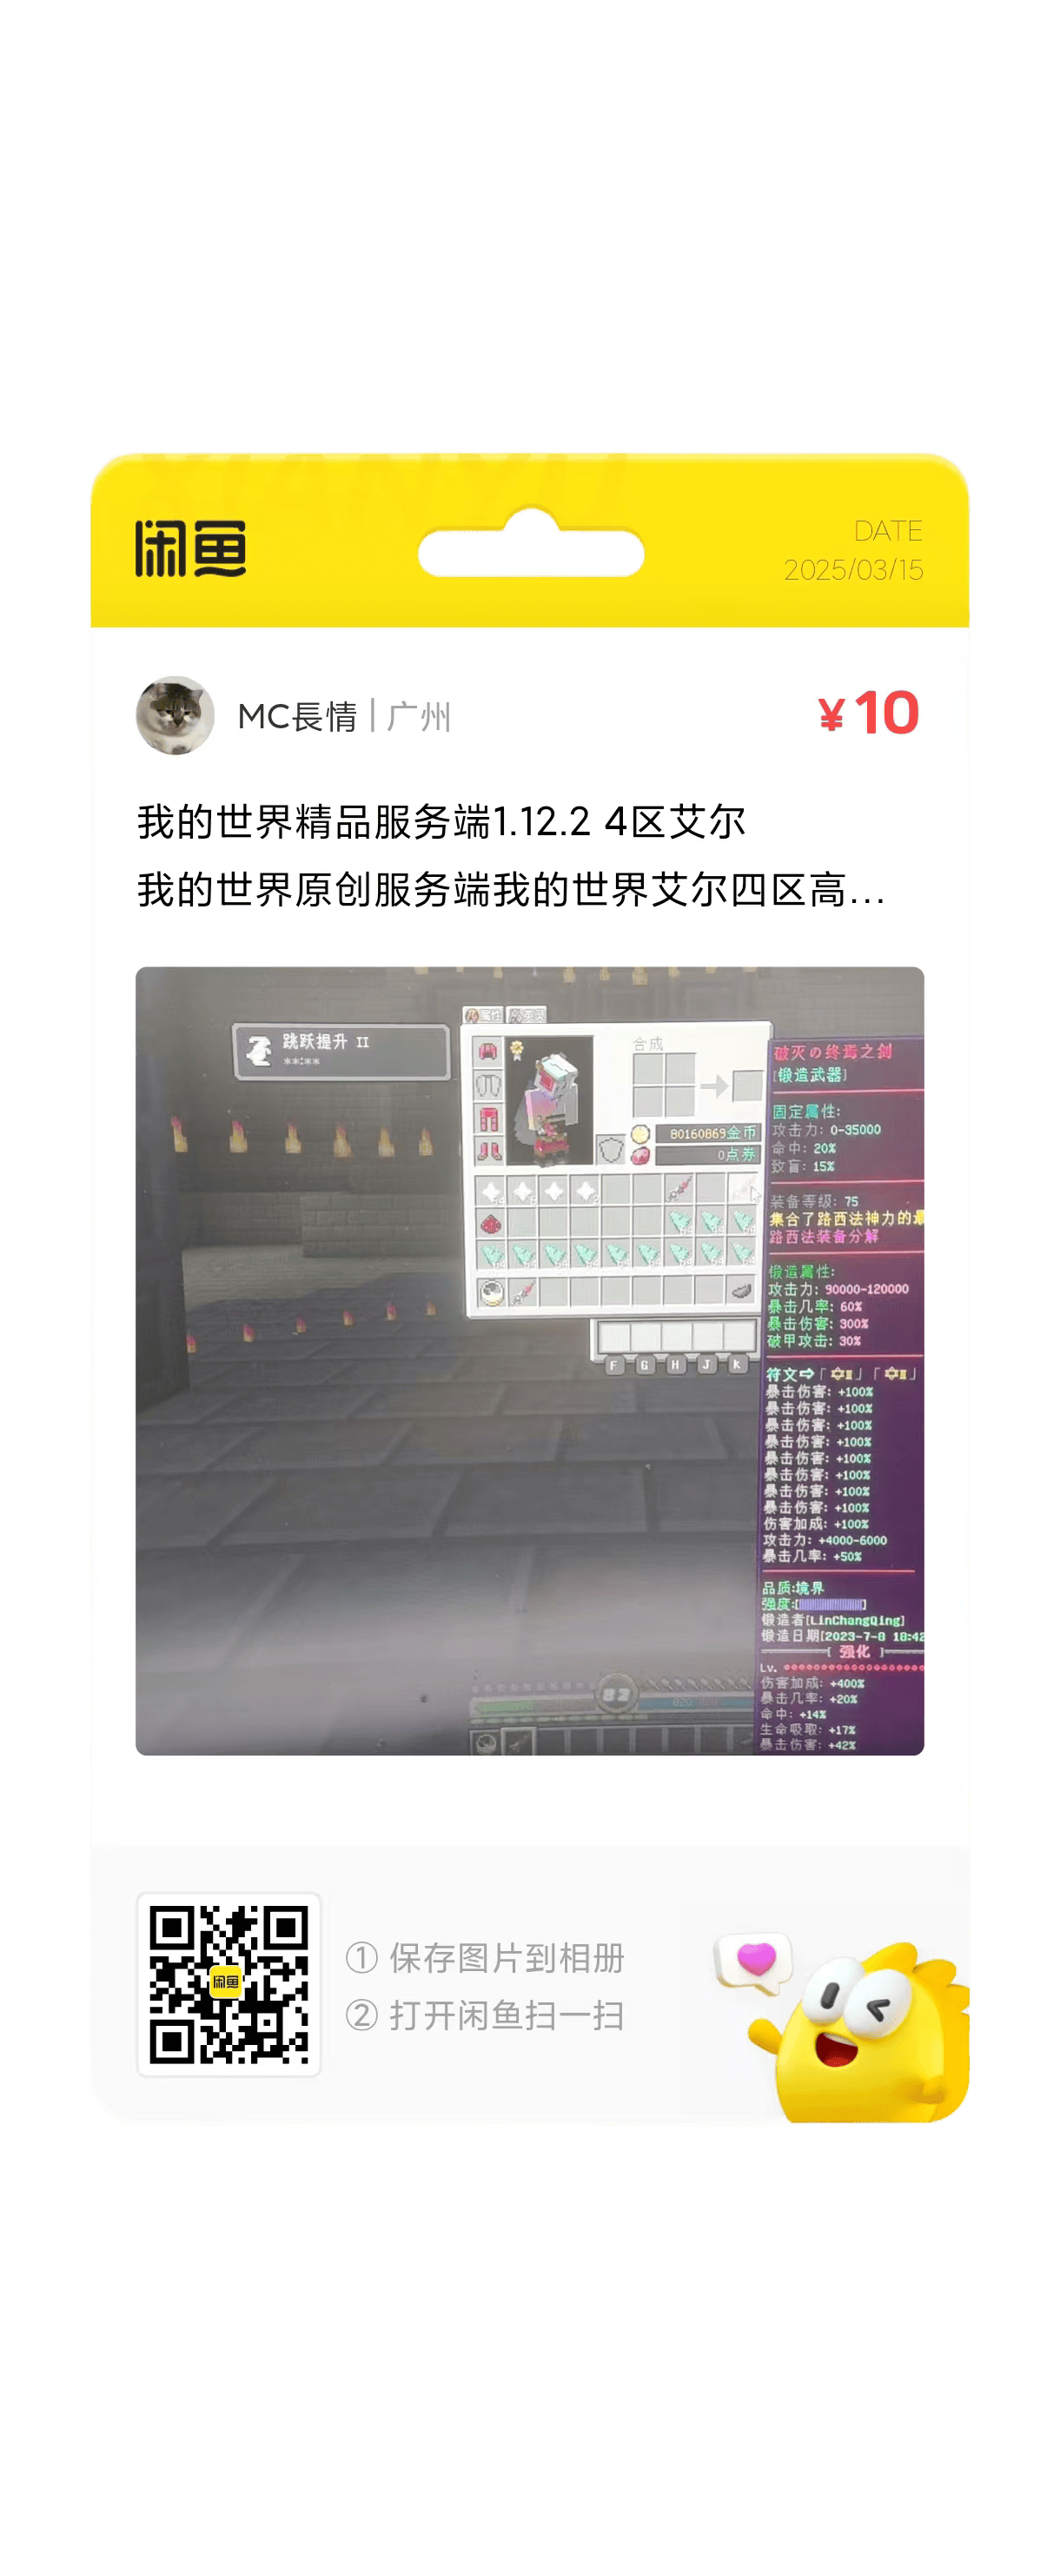 XIANYU
闲鱼
DATE
2025/03/15
MC長情 | 广州
¥10
我的世界精品服务端1.12.2 4区艾尔
我的世界原创服务端我的世界艾尔四区高...
跳跃提升 II
**:**
属性
合成
80160869金币
0点券
F G H J K
破灭の终焉之剑
[锻造武器]
固定属性:
攻击力: 0-35000
命中: 20%
致盲: 15%
装备等级: 75
集合了路西法神力的最
路西法装备分解
锻造属性:
攻击力: 90000-120000
暴击几率: 60%
暴击伤害: 300%
破甲攻击: 30%
符文⇨「✡Ⅲ」「✡Ⅲ」
暴击伤害: +100%
暴击伤害: +100%
暴击伤害: +100%
暴击伤害: +100%
暴击伤害: +100%
暴击伤害: +100%
暴击伤害: +100%
暴击伤害: +100%
伤害加成: +100%
攻击力: +4000-6000
暴击几率: +50%
品质:境界
强度:[||||||||||||||||||||]
锻造者[LinChangQing]
锻造日期[2023-7-8 18:42
[ 强化 ]
Lv.
伤害加成: +400%
暴击几率: +20%
命中: +14%
生命吸取: +17%
暴击伤害: +42%
82
820
闲鱼
① 保存图片到相册
② 打开闲鱼扫一扫